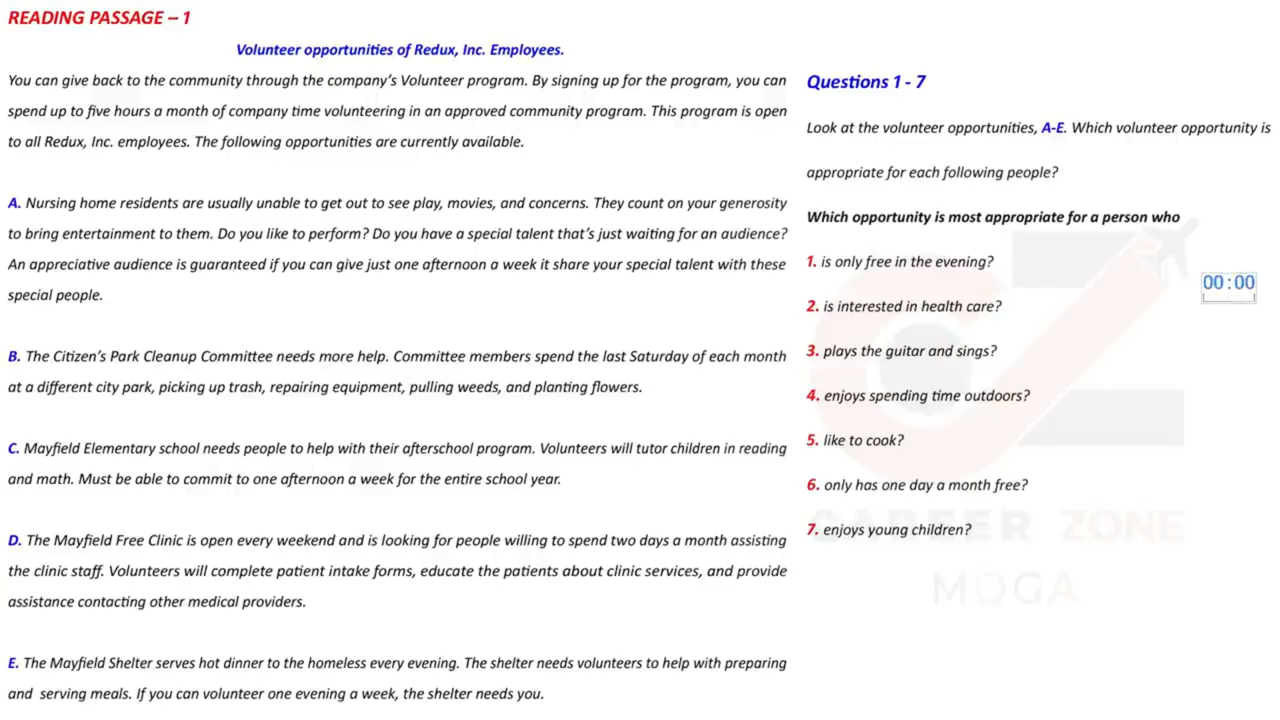 READING PASSAGE – 1
Volunteer opportunities of Redux, Inc. Employees.
You can give back to the community through the company's Volunteer program. By signing up for the program, you can
spend up to five hours a month of company time volunteering in an approved community program. This program is open
to all Redux, Inc. employees. The following opportunities are currently available.
A. Nursing home residents are usually unable to get out to see play, movies, and concerns. They count on your generosity
to bring entertainment to them. Do you like to perform? Do you have a special talent that's just waiting for an audience?
An appreciative audience is guaranteed if you can give just one afternoon a week it share your special talent with these
special people.
B. The Citizen's Park Cleanup Committee needs more help. Committee members spend the last Saturday of each month
at a different city park, picking up trash, repairing equipment, pulling weeds, and planting flowers.
C. Mayfield Elementary school needs people to help with their afterschool program. Volunteers will tutor children in reading
and math. Must be able to commit to one afternoon a week for the entire school year.
D. The Mayfield Free Clinic is open every weekend and is looking for people willing to spend two days a month assisting
the clinic staff. Volunteers will complete patient intake forms, educate the patients about clinic services, and provide
assistance contacting other medical providers.
E. The Mayfield Shelter serves hot dinner to the homeless every evening. The shelter needs volunteers to help with preparing
and serving meals. If you can volunteer one evening a week, the shelter needs you.
Questions 1 - 7
Look at the volunteer opportunities, A-E. Which volunteer opportunity is
appropriate for each following people?
Which opportunity is most appropriate for a person who
1. is only free in the evening?
2. is interested in health care?
3. plays the guitar and sings?
4. enjoys spending time outdoors?
5. like to cook?
6. only has one day a month free?
7. enjoys young children?
00:00
CAREER ZONE
MOGA